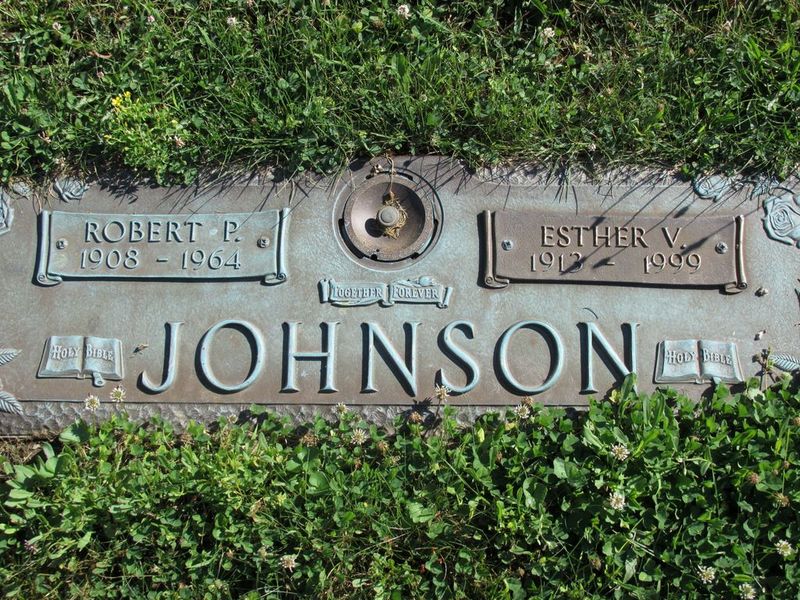 ROBERT P.
1908 - 1964
ESTHER V.
1913 - 1999
TOGETHER FOREVER
JOHNSON
HOLY BIBLE
HOLY BIBLE